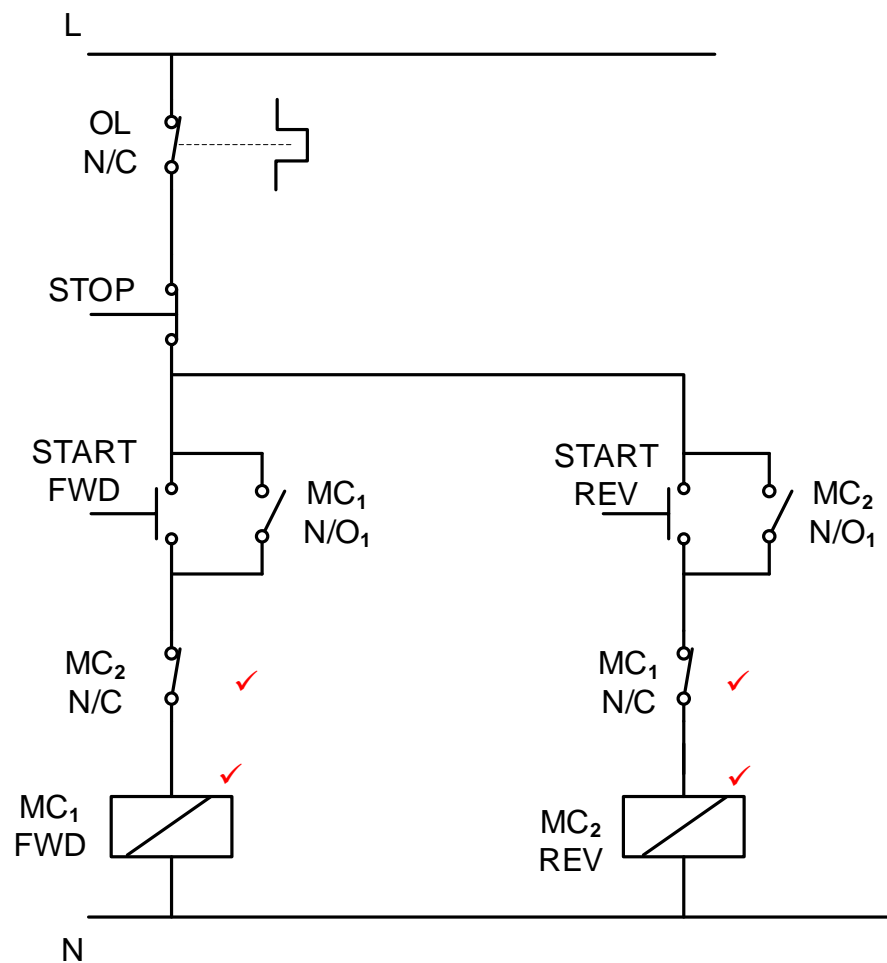 L
OL
N/C
STOP
START
FWD
MC₁
N/O₁
START
REV
MC₂
N/O₁
MC₂
N/C
MC₁
N/C
MC₁
FWD
MC₂
REV
N